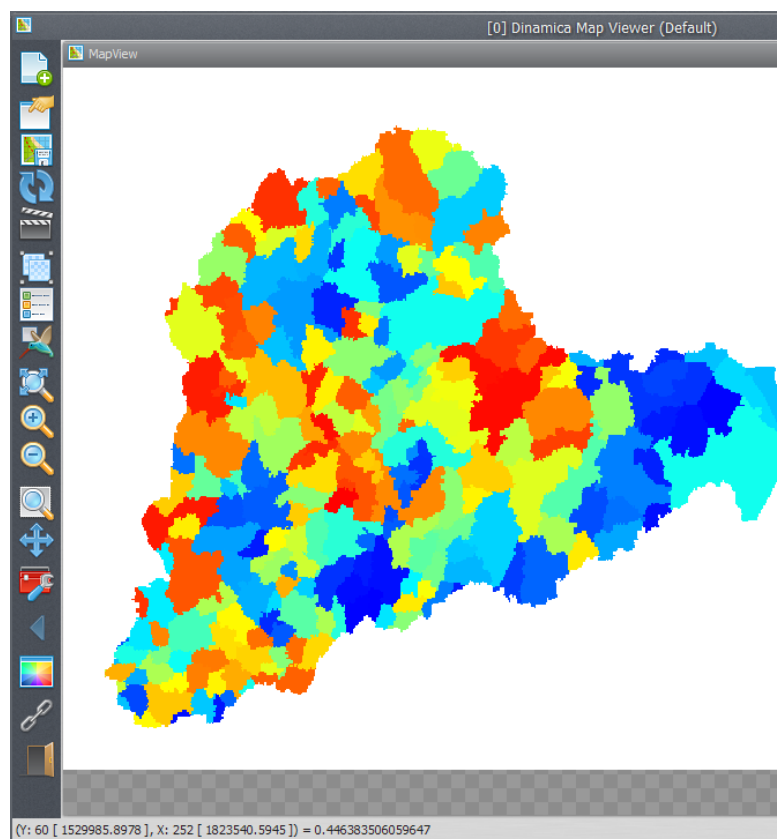 [0] Dinamica Map Viewer (Default)
MapView
(Y: 60 [ 1529985.8978 ], X: 252 [ 1823540.5945 ]) = 0.446383506059647